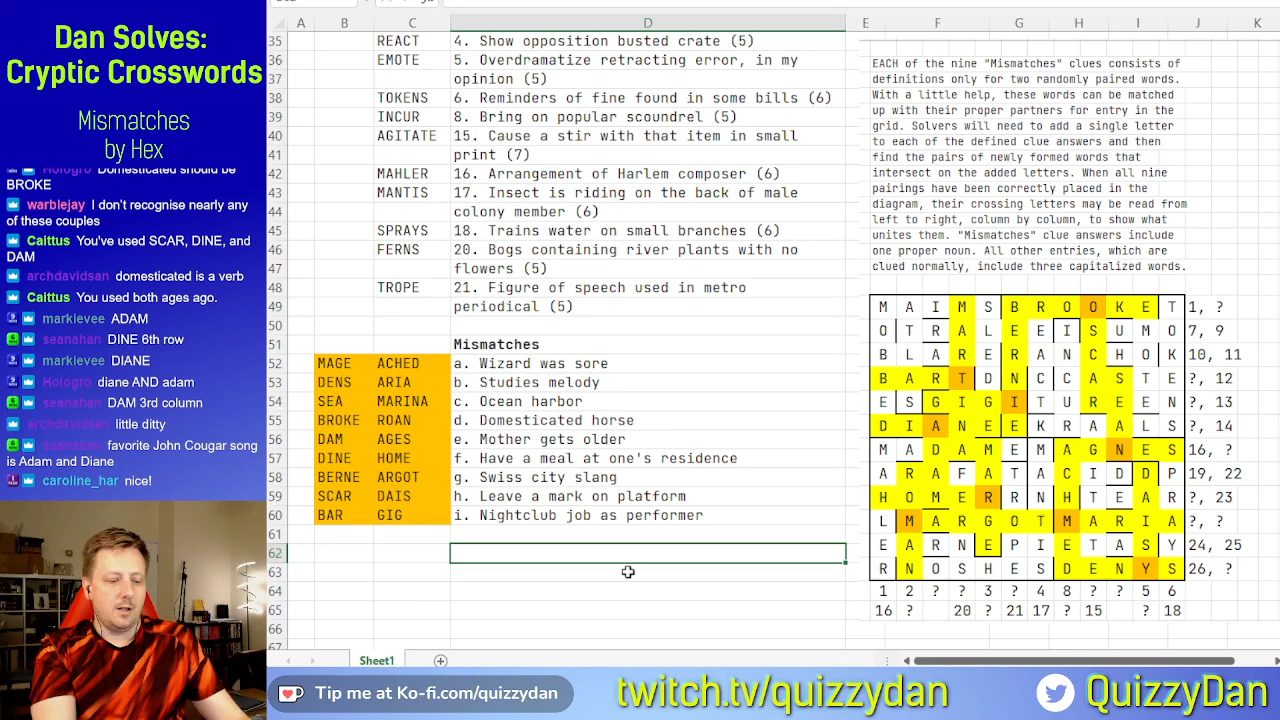 Dan Solves:
Cryptic Crosswords
Mismatches
by Hex
Hologro Domesticated should be
BROKE
warblejay I don't recognise nearly any
of these couples
Caittus You've used SCAR, DINE, and
DAM
archdavidsan domesticated is a verb
Caittus You used both ages ago.
markievee ADAM
seanahan DINE 6th row
markievee DIANE
Hologro diane AND adam
seanahan DAM 3rd column
archdavidsan little ditty
seanahan favorite John Cougar song
is Adam and Diane
caroline_har nice!
A B C D E F G H I J K
35 REACT 4. Show opposition busted crate (5)
36 EMOTE 5. Overdramatize retracting error, in my
37 opinion (5)
38 TOKENS 6. Reminders of fine found in some bills (6)
39 INCUR 8. Bring on popular scoundrel (5)
40 AGITATE 15. Cause a stir with that item in small
41 print (7)
42 MAHLER 16. Arrangement of Harlem composer (6)
43 MANTIS 17. Insect is riding on the back of male
44 colony member (6)
45 SPRAYS 18. Trains water on small branches (6)
46 FERNS 20. Bogs containing river plants with no
47 flowers (5)
48 TROPE 21. Figure of speech used in metro
49 periodical (5)
50
51 Mismatches
52 MAGE ACHED a. Wizard was sore
53 DENS ARIA b. Studies melody
54 SEA MARINA c. Ocean harbor
55 BROKE ROAN d. Domesticated horse
56 DAM AGES e. Mother gets older
57 DINE HOME f. Have a meal at one's residence
58 BERNE ARGOT g. Swiss city slang
59 SCAR DAIS h. Leave a mark on platform
60 BAR GIG i. Nightclub job as performer
61
62
63
64
65
66
67
EACH of the nine "Mismatches" clues consists of
definitions only for two randomly paired words.
With a little help, these words can be matched
up with their proper partners for entry in the
grid. Solvers will need to add a single letter
to each of the defined clue answers and then
find the pairs of newly formed words that
intersect on the added letters. When all nine
pairings have been correctly placed in the
diagram, their crossing letters may be read from
left to right, column by column, to show what
unites them. "Mismatches" clue answers include
one proper noun. All other entries, which are
clued normally, include three capitalized words.
M A I M S B R O O K E T 1, ?
O T R A L E E I S U M O 7, 9
B L A R E R A N C H O K 10, 11
B A R T D N C C A S T E ?, 12
E S G I G I T U R E E N ?, 13
D I A N E E K R A A L S ?, 14
M A D A M E M A G N E S 16, ?
A R A F A T A C I D D P 19, 22
H O M E R R N H T E A R ?, 23
L M A R G O T M A R I A ?, ?
E A R N E P I E T A S Y 24, 25
R N O S H E S D E N Y S 26, ?
1 2 ? ? 3 ? 4 8 ? ? 5 6
16 ? 20 ? 21 17 ? 15 ? 18
Sheet1
Tip me at Ko-fi.com/quizzydan
twitch.tv/quizzydan
QuizzyDan